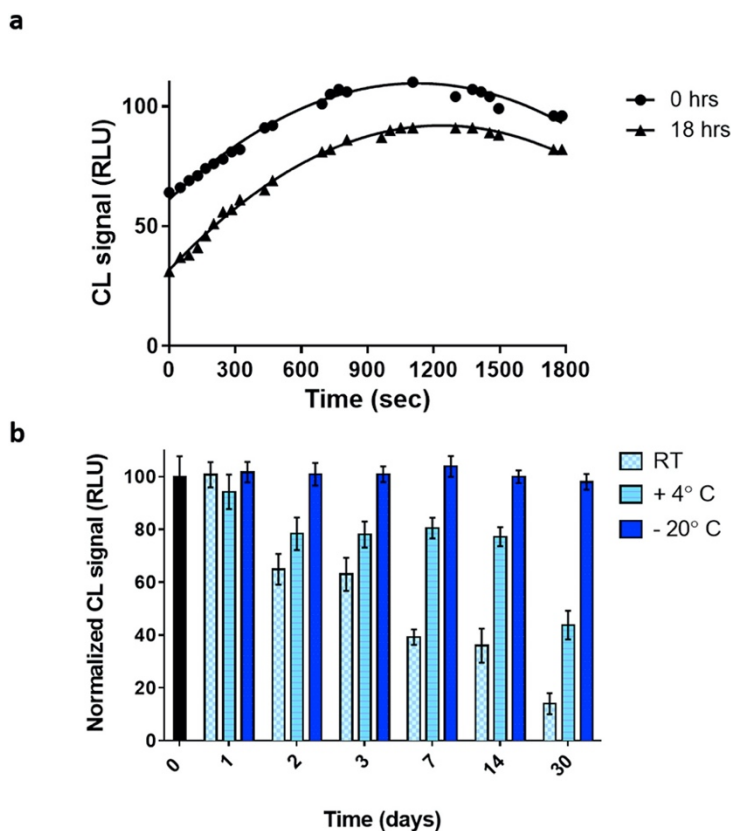 a
CL signal (RLU)
100
50
0
0 300 600 900 1200 1500 1800
Time (sec)
0 hrs
18 hrs
b
Normalized CL signal (RLU)
100
80
60
40
20
0
0 1 2 3 7 14 30
Time (days)
RT
+ 4° C
- 20° C